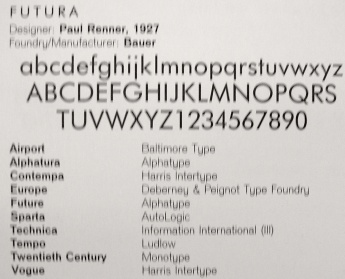 FUTURA
Designer: Paul Renner, 1927
Foundry/Manufacturer: Bauer
abcdefghijklmnopqrstuvwxyz
ABCDEFGHIJKLMNOPQRS
TUVWXYZ1234567890
Airport Baltimore Type
Alphatura Alphatype
Contempa Harris Intertype
Europe Deberney & Peignot Type Foundry
Future Alphatype
Sparta AutoLogic
Technica Information International (III)
Tempo Ludlow
Twentieth Century Monotype
Vogue Harris Intertype